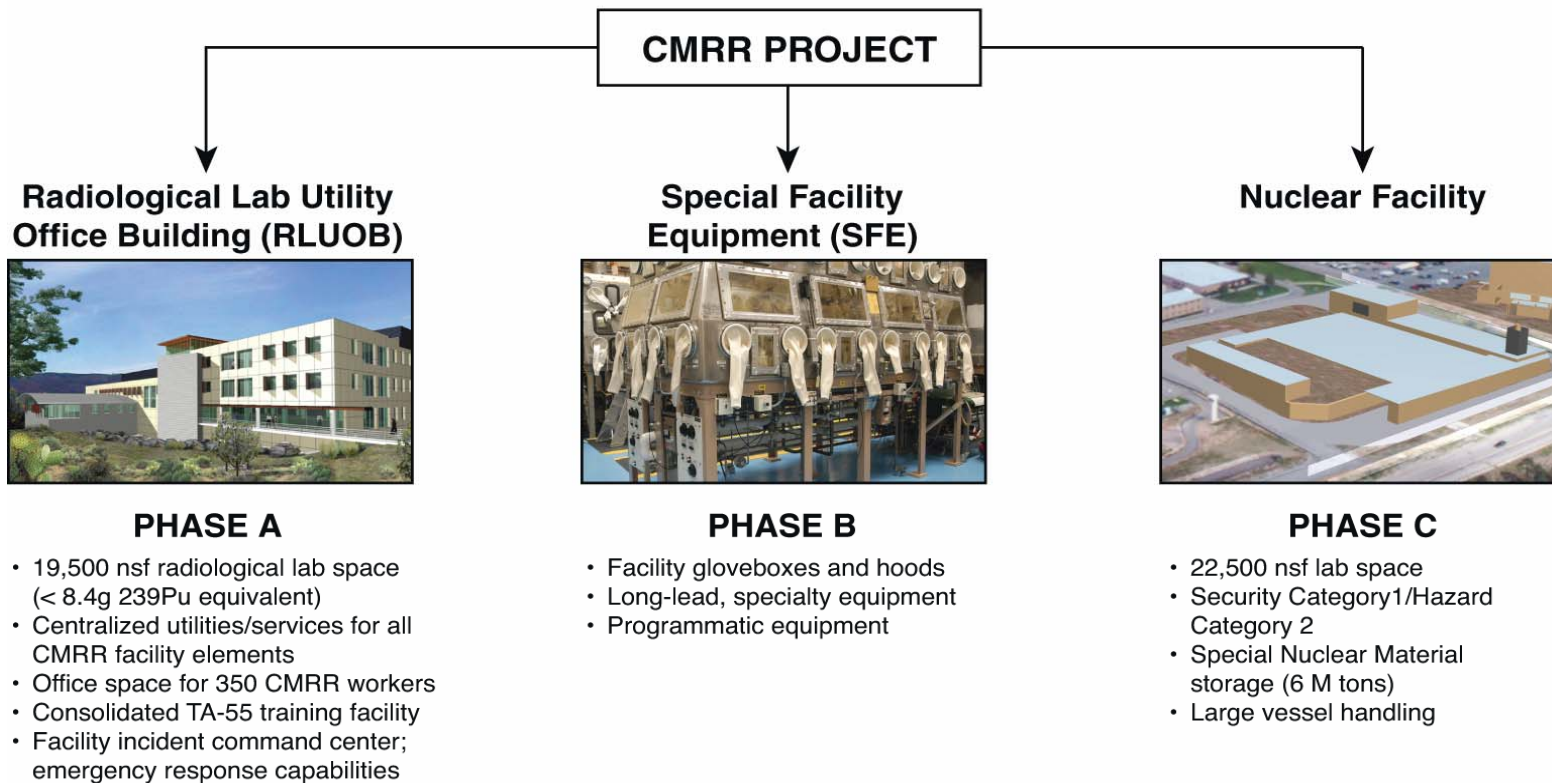 CMRR PROJECT
Radiological Lab Utility
Office Building (RLUOB)
PHASE A
• 19,500 nsf radiological lab space
(< 8.4g 239Pu equivalent)
• Centralized utilities/services for all
CMRR facility elements
• Office space for 350 CMRR workers
• Consolidated TA-55 training facility
• Facility incident command center;
emergency response capabilities
Special Facility
Equipment (SFE)
PHASE B
• Facility gloveboxes and hoods
• Long-lead, specialty equipment
• Programmatic equipment
Nuclear Facility
PHASE C
• 22,500 nsf lab space
• Security Category1/Hazard
Category 2
• Special Nuclear Material
storage (6 M tons)
• Large vessel handling